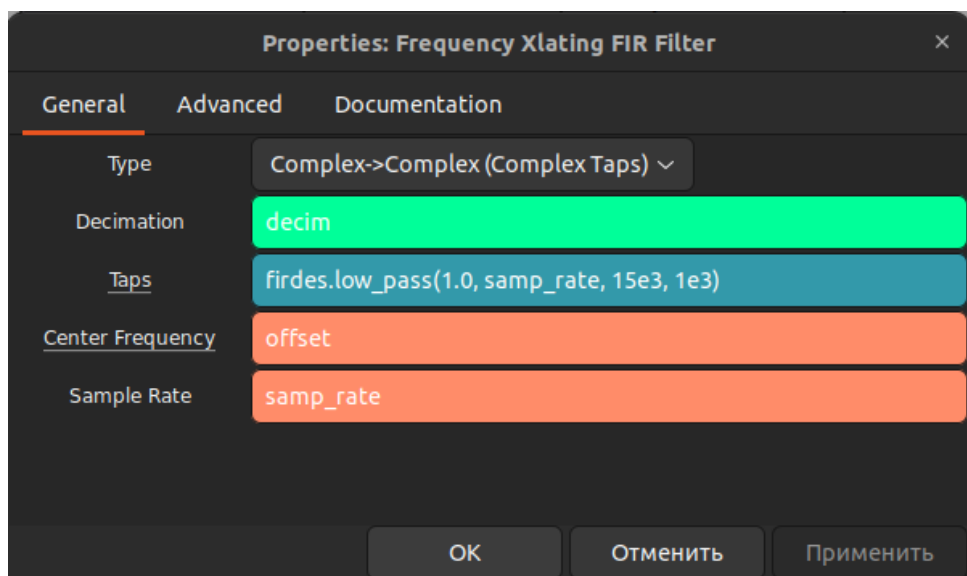 Properties: Frequency Xlating FIR Filter ×
General Advanced Documentation
Type Complex->Complex (Complex Taps)
Decimation decim
Taps firdes.low_pass(1.0, samp_rate, 15e3, 1e3)
Center Frequency offset
Sample Rate samp_rate
OK Отменить Применить